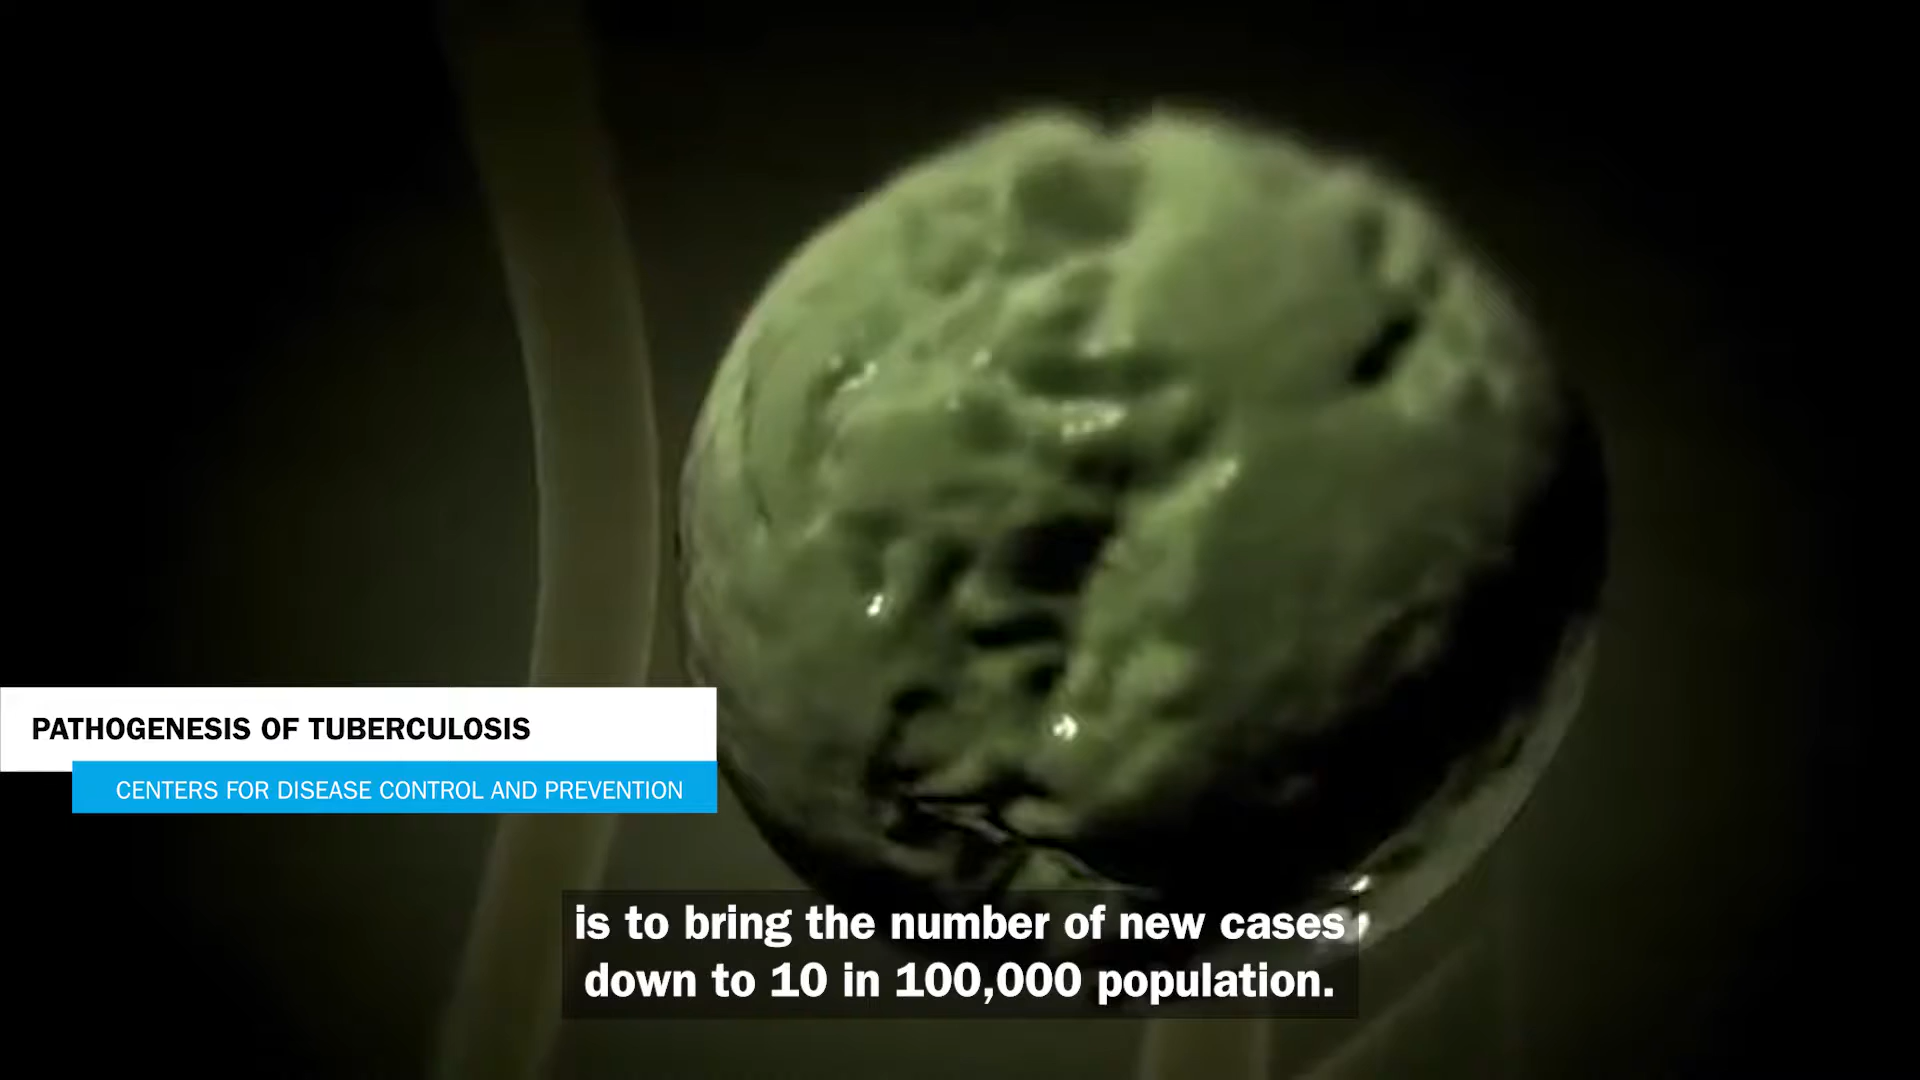 PATHOGENESIS OF TUBERCULOSIS
CENTERS FOR DISEASE CONTROL AND PREVENTION
is to bring the number of new cases
down to 10 in 100,000 population.